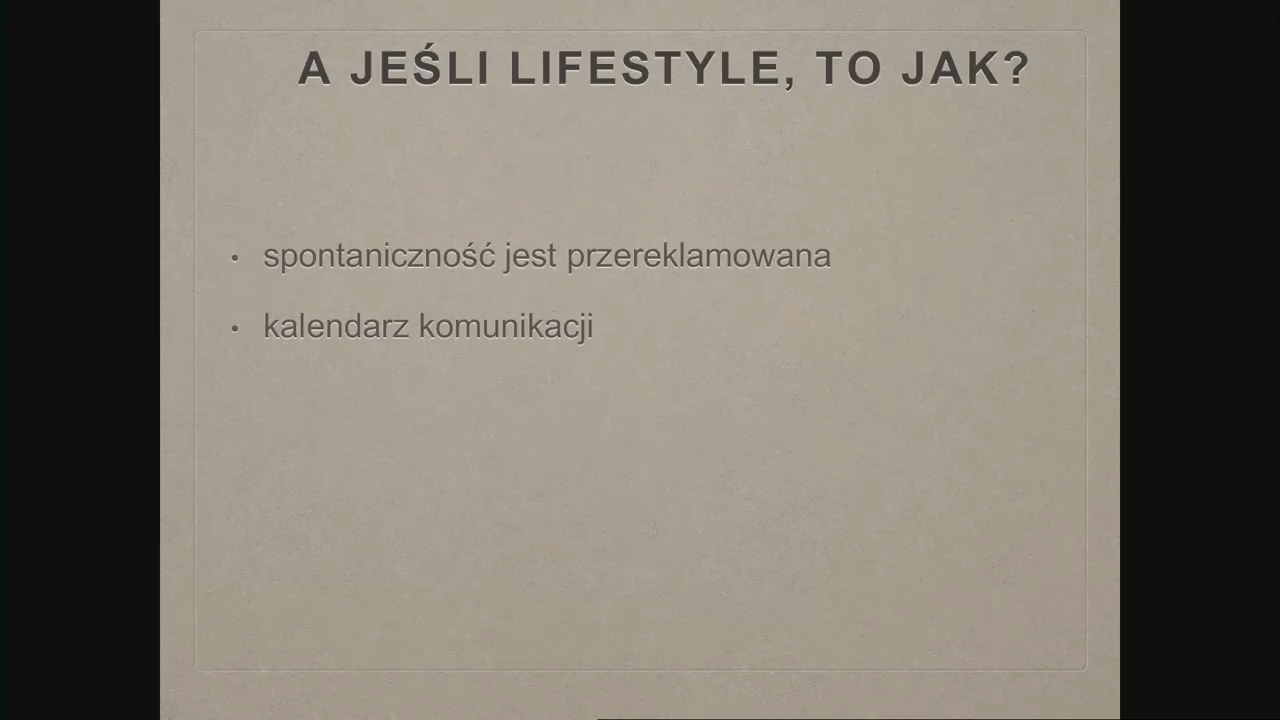 A JEŚLI LIFESTYLE, TO JAK?
• spontaniczność jest przereklamowana
• kalendarz komunikacji